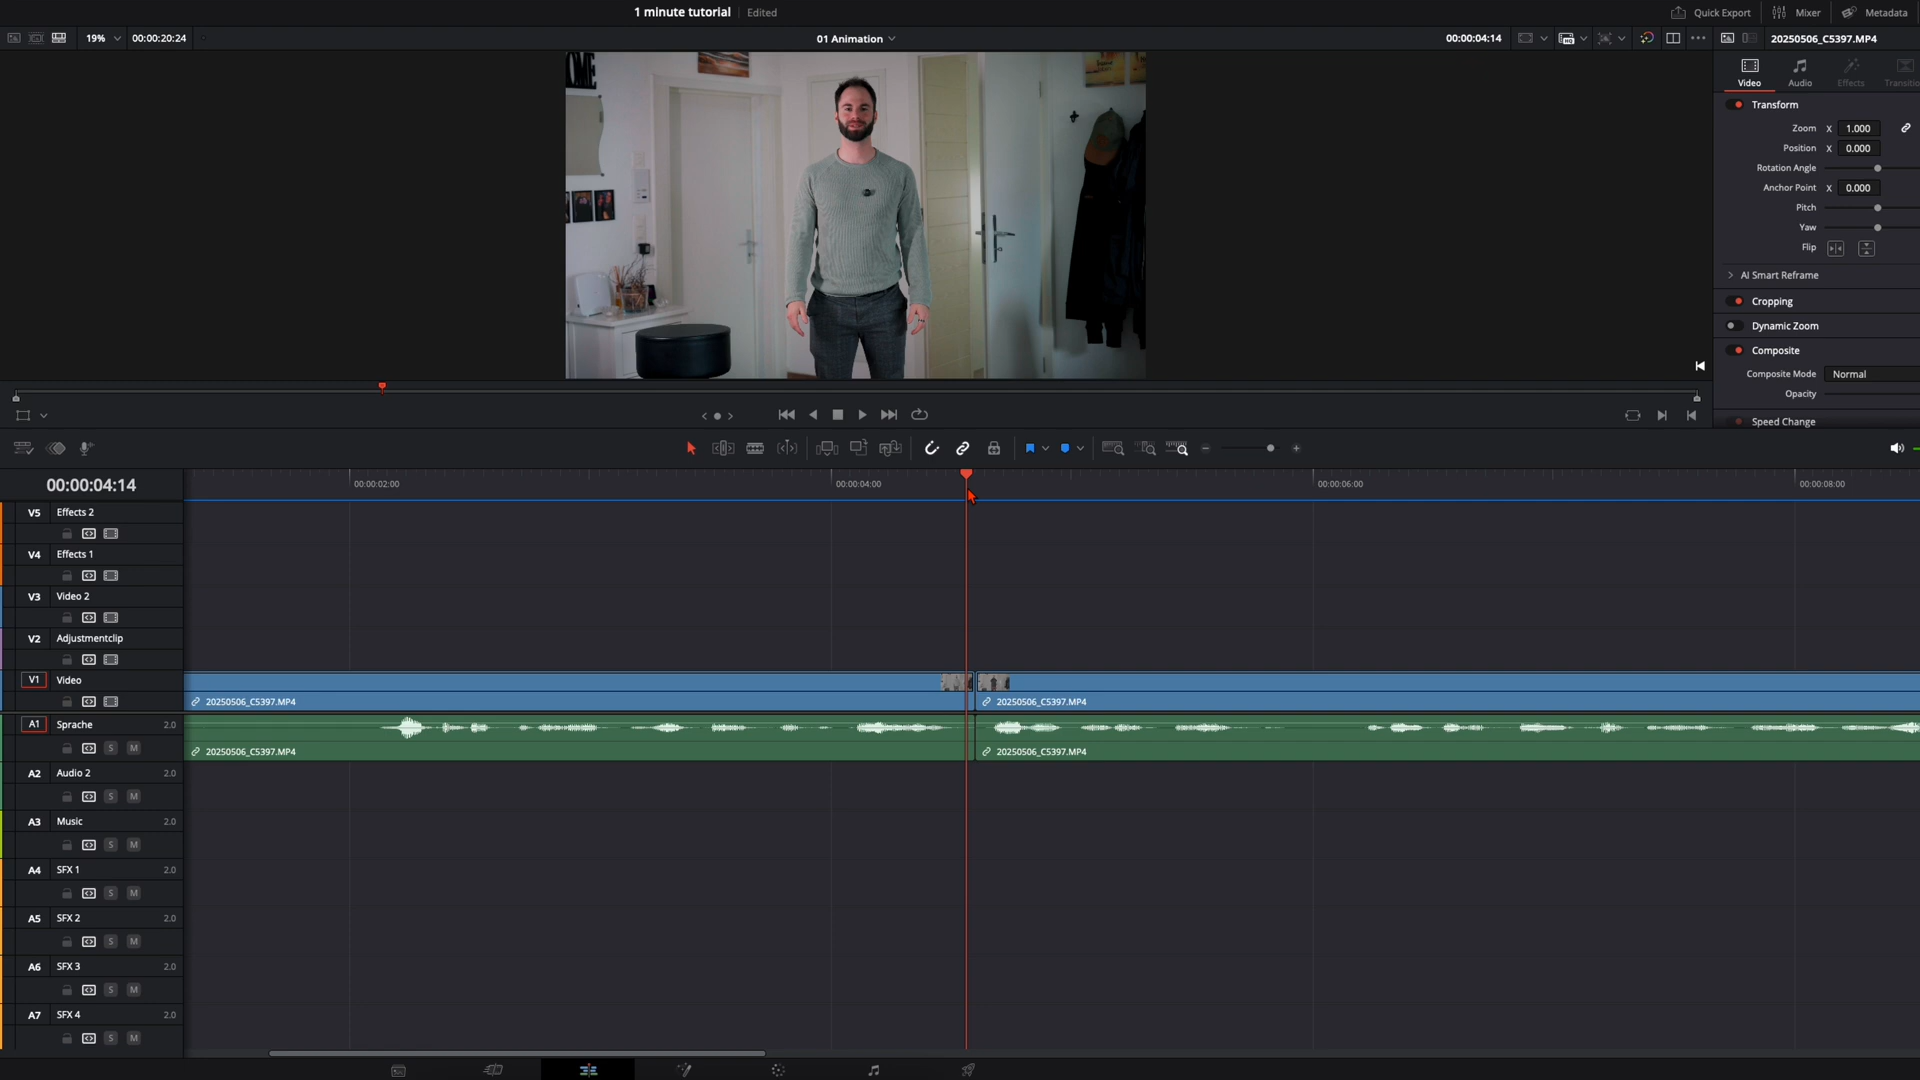 1 minute tutorial Edited
Quick Export Mixer Metadata
19% 00:00:20:24 01 Animation 00:00:04:14 20250506_C5397.MP4
OME
Video Audio Effects Transitio
Transform
Zoom X 1.000
Position X 0.000
Rotation Angle
Anchor Point X 0.000
Pitch
Yaw
Flip
AI Smart Reframe
Cropping
Dynamic Zoom
Composite
Composite Mode Normal
Opacity
Speed Change
00:00:04:14 00:00:02:00 00:00:04:00 00:00:06:00 00:00:08:00
V5 Effects 2
V4 Effects 1
V3 Video 2
V2 Adjustmentclip
V1 Video
20250506_C5397.MP4 20250506_C5397.MP4
A1 Sprache 2.0
S M
20250506_C5397.MP4 20250506_C5397.MP4
A2 Audio 2 2.0
S M
A3 Music 2.0
S M
A4 SFX 1 2.0
S M
A5 SFX 2 2.0
S M
A6 SFX 3 2.0
S M
A7 SFX 4 2.0
S M